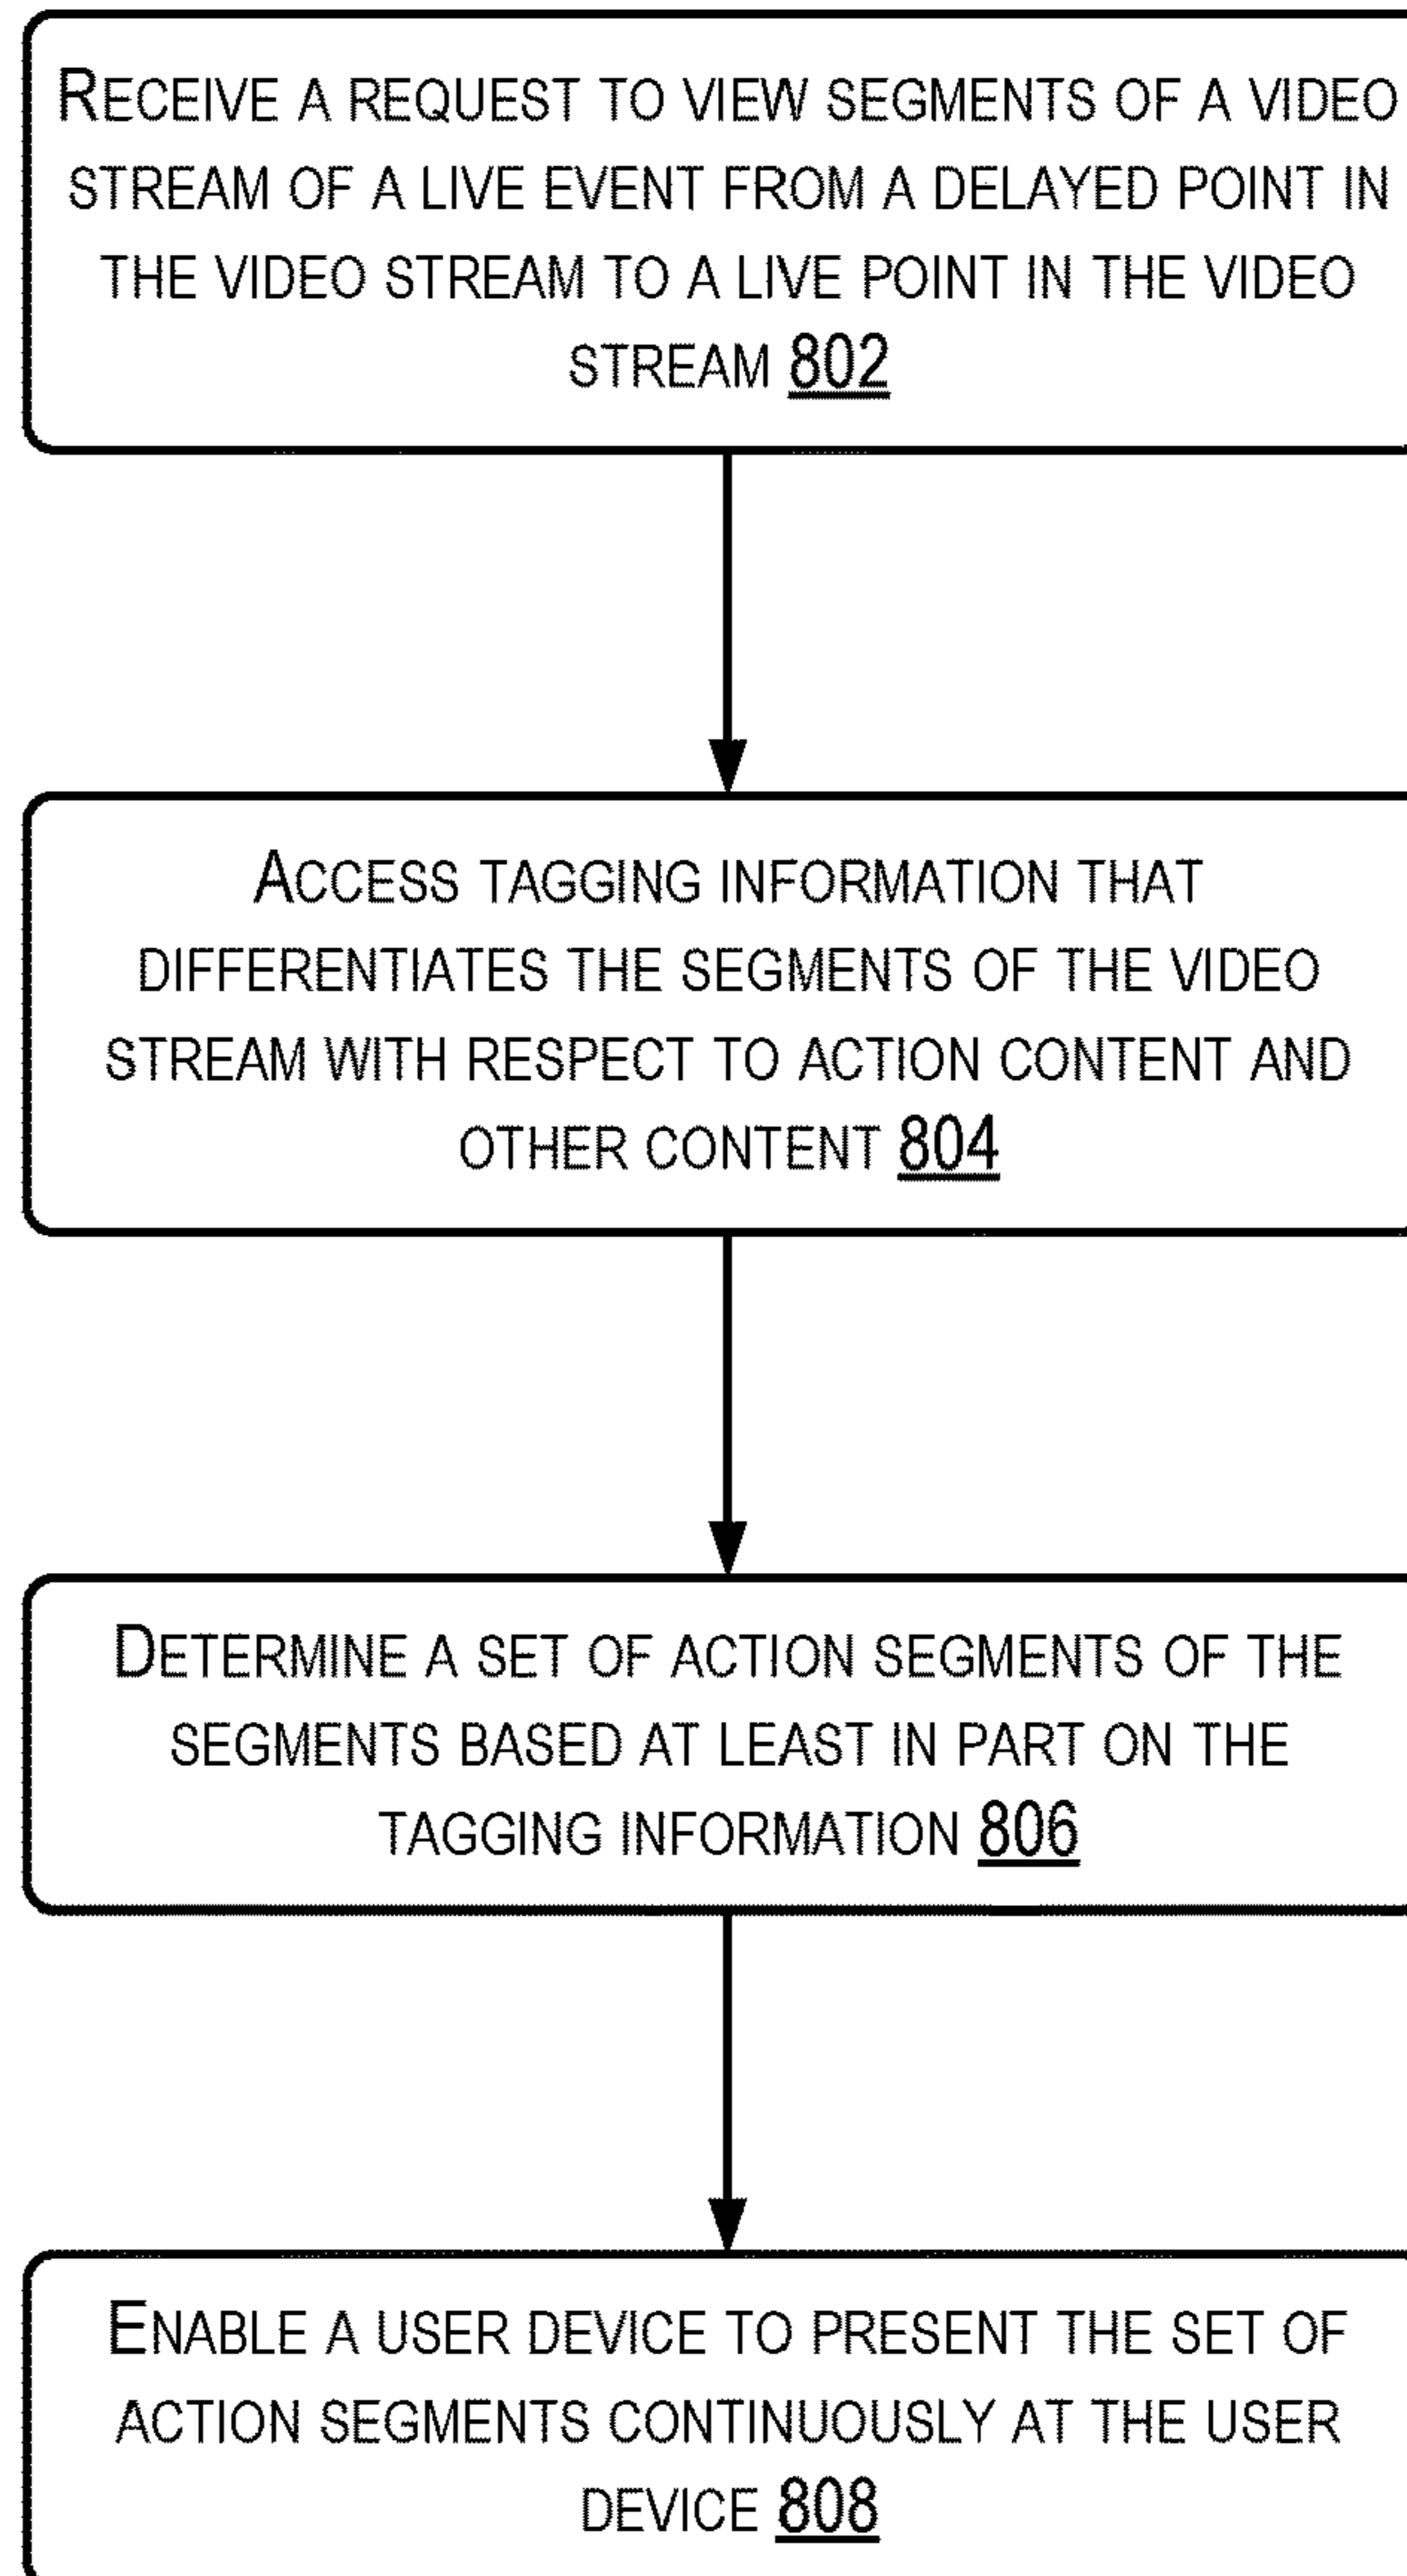 RECEIVE A REQUEST TO VIEW SEGMENTS OF A VIDEO
STREAM OF A LIVE EVENT FROM A DELAYED POINT IN
THE VIDEO STREAM TO A LIVE POINT IN THE VIDEO
STREAM 802
ACCESS TAGGING INFORMATION THAT
DIFFERENTIATES THE SEGMENTS OF THE VIDEO
STREAM WITH RESPECT TO ACTION CONTENT AND
OTHER CONTENT 804
DETERMINE A SET OF ACTION SEGMENTS OF THE
SEGMENTS BASED AT LEAST IN PART ON THE
TAGGING INFORMATION 806
ENABLE A USER DEVICE TO PRESENT THE SET OF
ACTION SEGMENTS CONTINUOUSLY AT THE USER
DEVICE 808